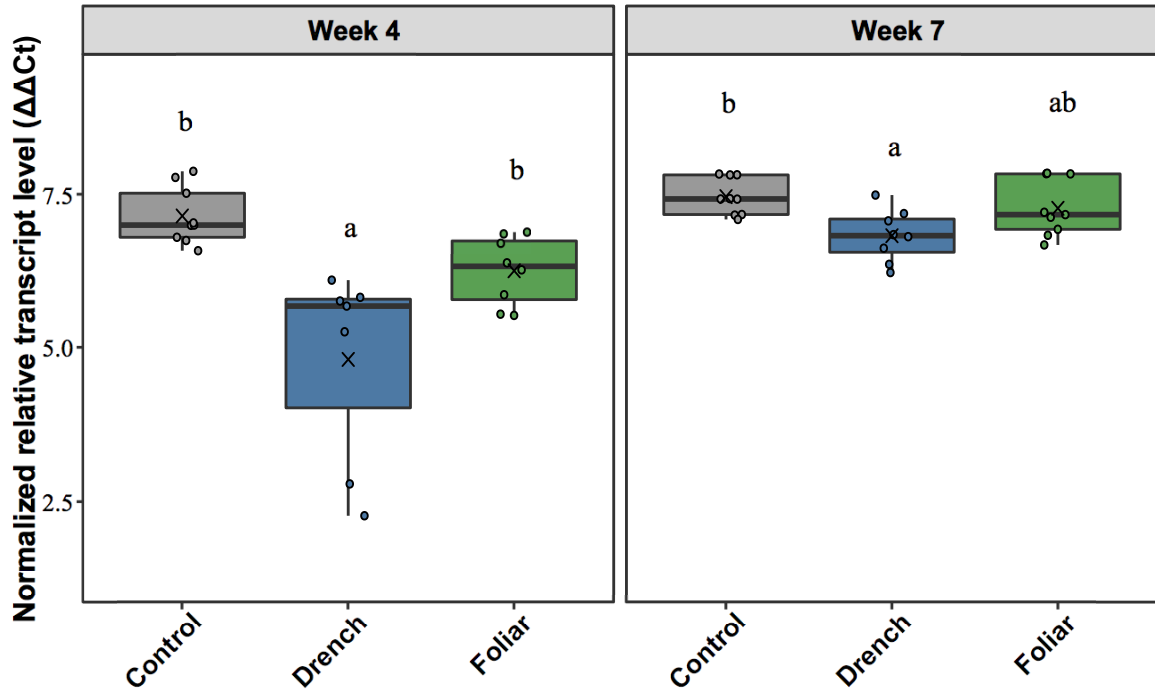 Week 4
Week 7
Normalized relative transcript level (ΔΔCt)
7.5
5.0
2.5
b
a
b
b
a
ab
Control
Drench
Foliar
Control
Drench
Foliar